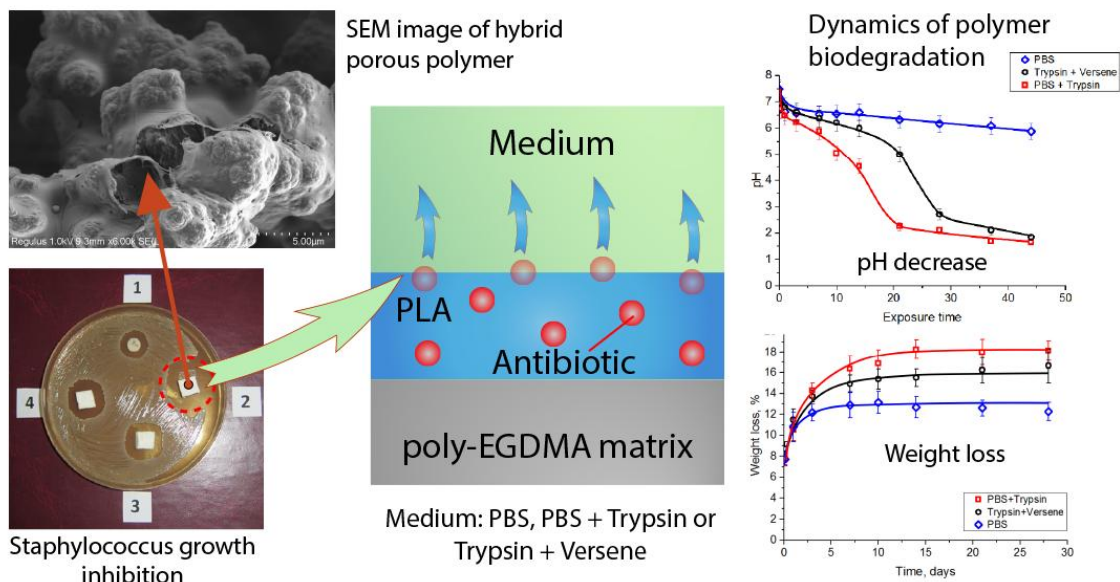 SEM image of hybrid
porous polymer
Regulus 1.0kV 9.3mm x6.00k SE(L)
5.00μm
1
2
3
4
Staphylococcus growth
inhibition
Medium
PLA
Antibiotic
poly-EGDMA matrix
Medium: PBS, PBS + Trypsin or
Trypsin + Versene
Dynamics of polymer
biodegradation
PBS
Trypsin + Versene
PBS + Trypsin
8
7
6
5
4
3
2
1
0
pH
0 10 20 30 40 50
pH decrease
Exposure time
18
16
14
12
10
8
6
4
2
0
Weight loss, %
Weight loss
PBS+Trypsin
Trypsin+Versene
PBS
0 5 10 15 20 25 30
Time, days